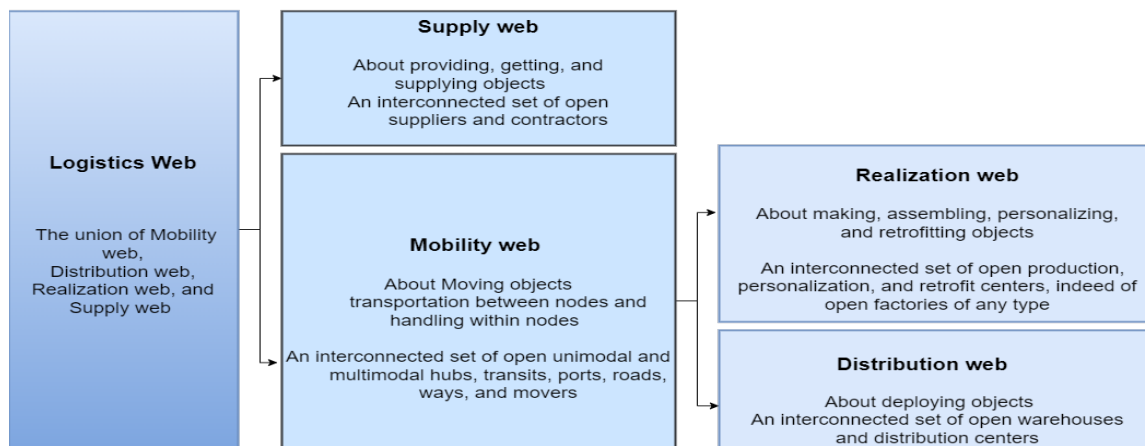 Logistics Web
The union of Mobility
web,
Distribution web,
Realization web, and
Supply web
Supply web
About providing, getting, and
supplying objects
An interconnected set of open
suppliers and contractors
Mobility web
About Moving objects
transportation between nodes and
handling within nodes
An interconnected set of open unimodal and
multimodal hubs, transits, ports, roads,
ways, and movers
Realization web
About making, assembling, personalizing,
and retrofitting objects
An interconnected set of open production,
personalization, and retrofit centers, indeed of
open factories of any type
Distribution web
About deploying objects
An interconnected set of open warehouses
and distribution centers